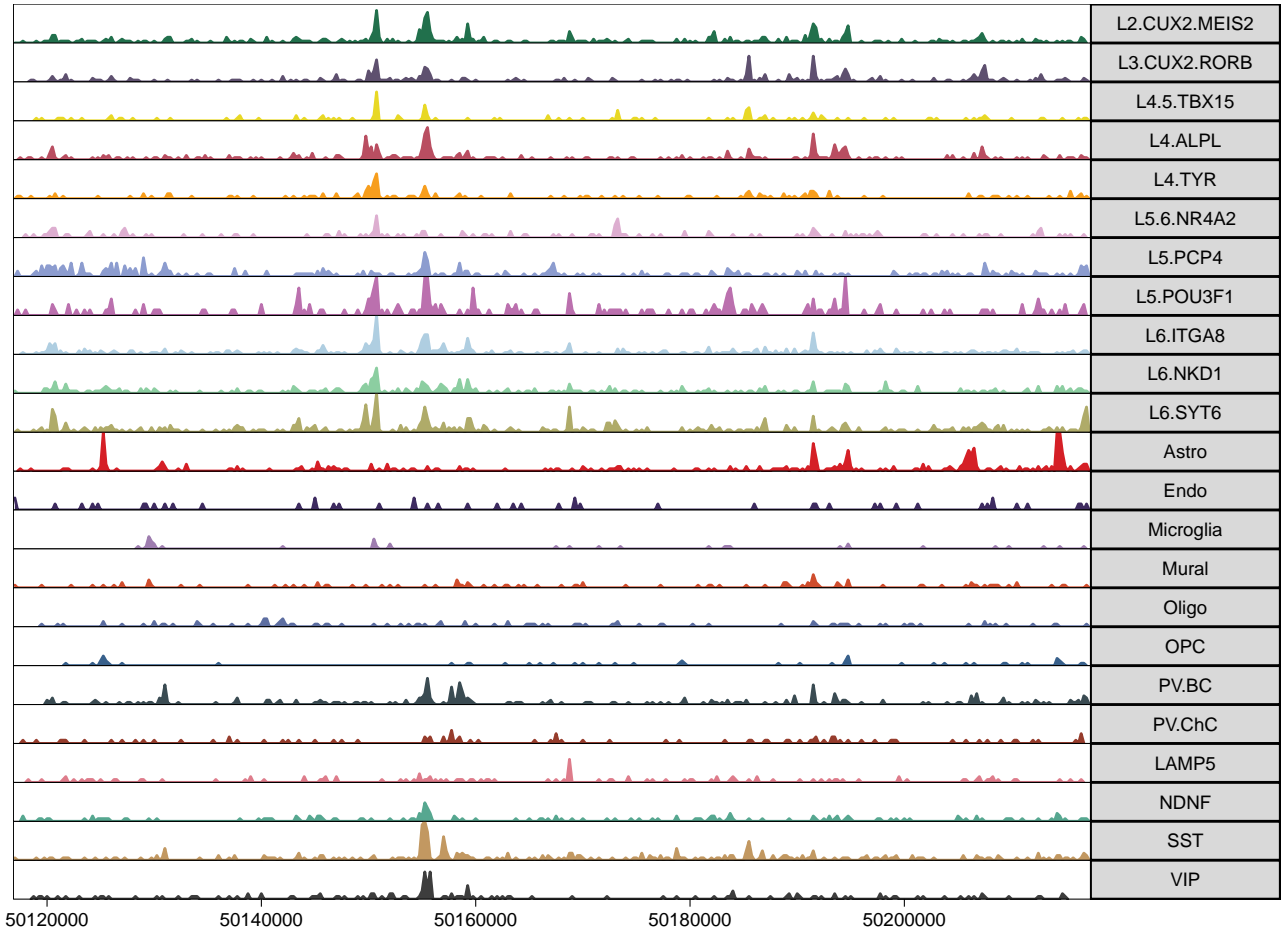 L2.CUX2.MEIS2
L3.CUX2.RORB
L4.5.TBX15
L4.ALPL
L4.TYR
L5.6.NR4A2
L5.PCP4
L5.POU3F1
L6.ITGA8
L6.NKD1
L6.SYT6
Astro
Endo
Microglia
Mural
Oligo
OPC
PV.BC
PV.ChC
LAMP5
NDNF
SST
VIP
50120000 50140000 50160000 50180000 50200000